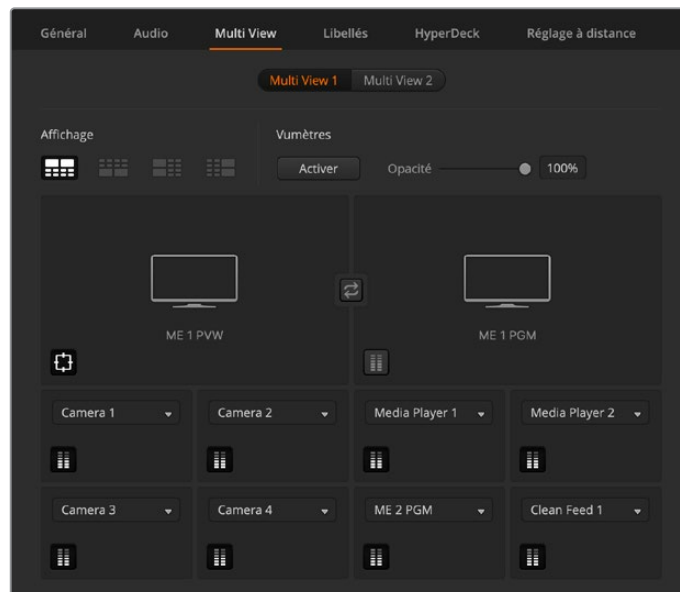 Général Audio Multi View Libellés HyperDeck Réglage à distance
Multi View 1 Multi View 2
Affichage Vumètres
Activer Opacité 100%
ME 1 PVW ME 1 PGM
Camera 1 Camera 2 Media Player 1 Media Player 2
Camera 3 Camera 4 ME 2 PGM Clean Feed 1